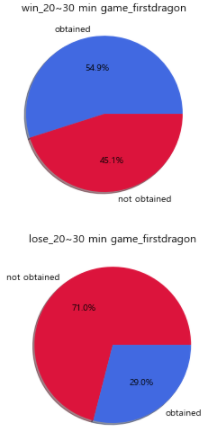 win_20~30 min game_firstdragon
obtained
54.9%
45.1%
not obtained
lose_20~30 min game_firstdragon
not obtained
71.0%
29.0%
obtained